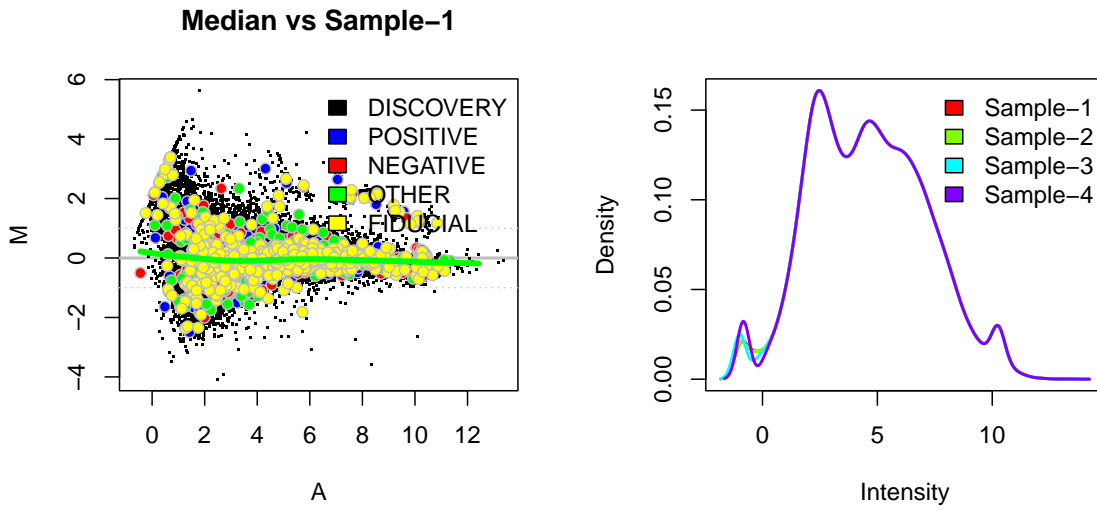 Median vs Sample−1
M
6
4
2
0
−2
−4
DISCOVERY
POSITIVE
NEGATIVE
OTHER
FIDUCIAL
0 2 4 6 8 10 12
A
Density
0.15
0.10
0.05
0.00
Sample−1
Sample−2
Sample−3
Sample−4
0 5 10
Intensity